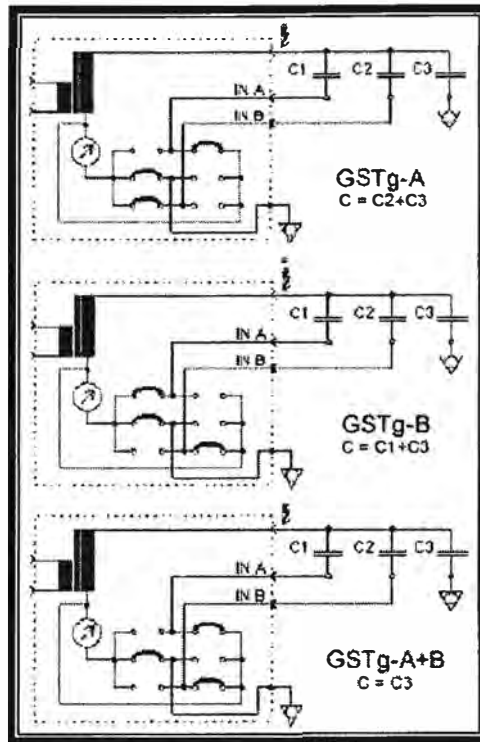 C1 C2 C3
IN A
IN B
GSTg-A
C = C2+C3
C1 C2 C3
IN A
IN B
GSTg-B
C = C1+C3
C1 C2 C3
IN A
IN B
GSTg-A+B
C = C3